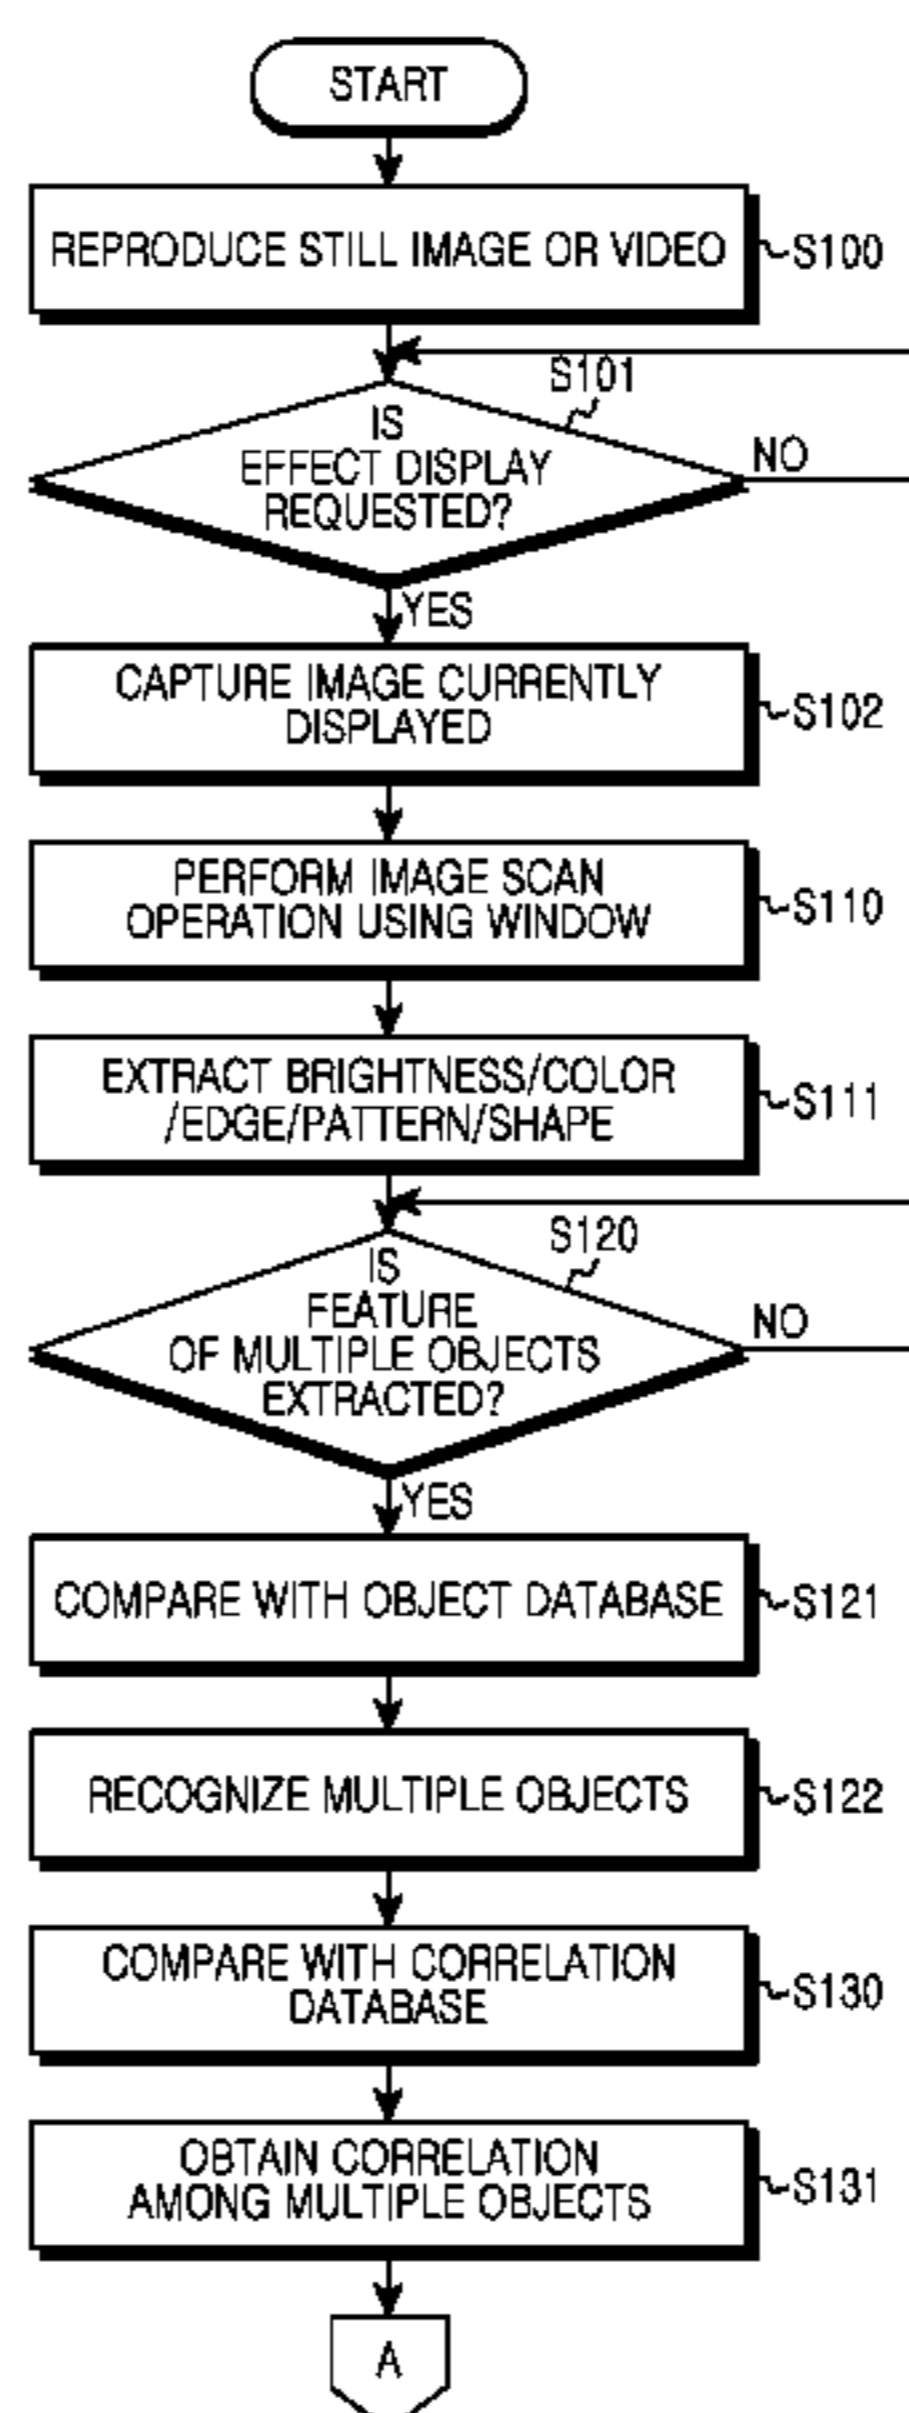 START
REPRODUCE STILL IMAGE OR VIDEO
S100
S101
IS
EFFECT DISPLAY
REQUESTED?
NO
YES
CAPTURE IMAGE CURRENTLY
DISPLAYED
S102
PERFORM IMAGE SCAN
OPERATION USING WINDOW
S110
EXTRACT BRIGHTNESS/COLOR
/EDGE/PATTERN/SHAPE
S111
S120
IS
FEATURE
OF MULTIPLE OBJECTS
EXTRACTED?
NO
YES
COMPARE WITH OBJECT DATABASE
S121
RECOGNIZE MULTIPLE OBJECTS
S122
COMPARE WITH CORRELATION
DATABASE
S130
OBTAIN CORRELATION
AMONG MULTIPLE OBJECTS
S131
A